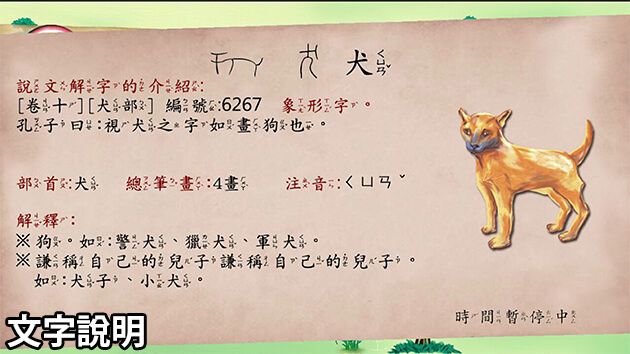 犬ㄑㄩㄢˇ
說文解字的介紹:
[卷十][犬部] 編號:6267 象形字。
孔子曰:視犬之字如畫狗也。
部首:犬 總筆畫:4畫 注音:ㄑㄩㄢˇ
解釋:
※狗。如:警犬、獵犬、軍犬。
※謙稱自己的兒子謙稱自己的兒子。
如:犬子、小犬。
時間暫停中
文字說明